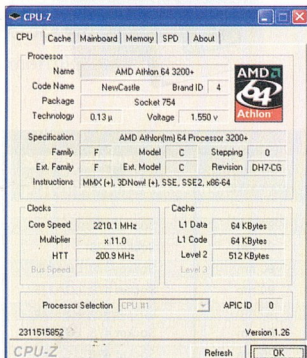 CPU-Z
CPU Cache Mainboard Memory SPD About
Processor
Name AMD Athlon 64 3200+
Code Name NewCastle Brand ID 4
Package Socket 754
Technology 0.13 µ Voltage 1.550 v
AMD
64
Athlon
Specification AMD Athlon(tm) 64 Processor 3200+
Family F Model C Stepping 0
Ext. Family F Ext. Model C Revision DH7-CG
Instructions MMX (+), 3DNow! (+), SSE, SSE2, x86-64
Clocks
Core Speed 2210.1 MHz
Multiplier x 11.0
HTT 200.9 MHz
Bus Speed
Cache
L1 Data 64 KBytes
L1 Code 64 KBytes
Level 2 512 KBytes
Level 3
Processor Selection CPU #1 APIC ID 0
2311515852 Version 1.26
CPU-Z Refresh OK